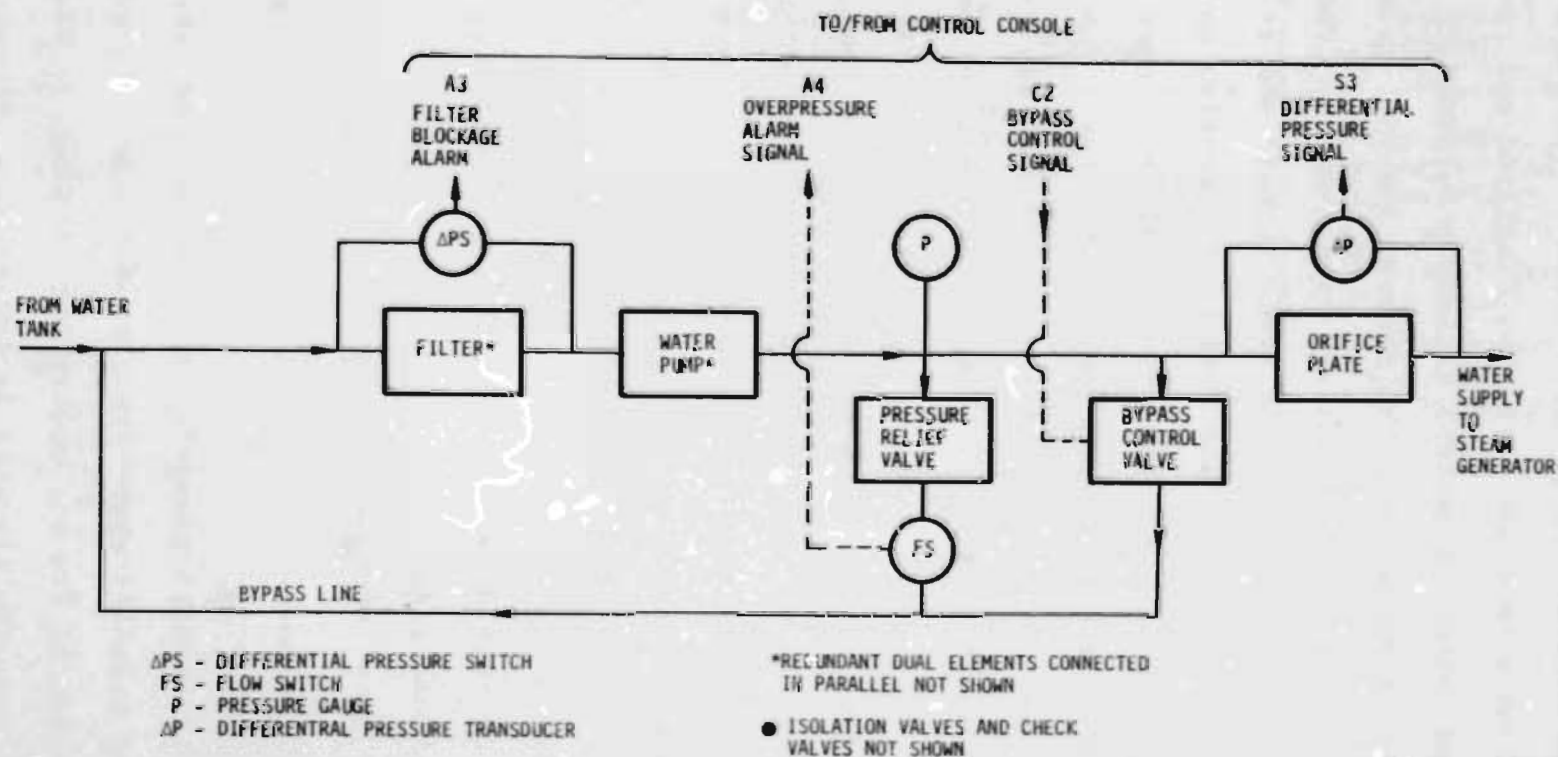 TO/FROM CONTROL CONSOLE
A3
FILTER
BLOCKAGE
ALARM
A4
OVERPRESSURE
ALARM
SIGNAL
C2
BYPASS
CONTROL
SIGNAL
S3
DIFFERENTIAL
PRESSURE
SIGNAL
ΔPS
P
ΔP
FROM WATER
TANK
FILTER*
WATER
PUMP*
ORIFICE
PLATE
WATER
SUPPLY
TO
STEAM
GENERATOR
PRESSURE
RELIEF
VALVE
BYPASS
CONTROL
VALVE
FS
BYPASS LINE
ΔPS - DIFFERENTIAL PRESSURE SWITCH
FS - FLOW SWITCH
P - PRESSURE GAUGE
ΔP - DIFFERENTRAL PRESSURE TRANSDUCER
*REDUNDANT DUAL ELEMENTS CONNECTED
IN PARALLEL NOT SHOWN
● ISOLATION VALVES AND CHECK
VALVES NOT SHOWN